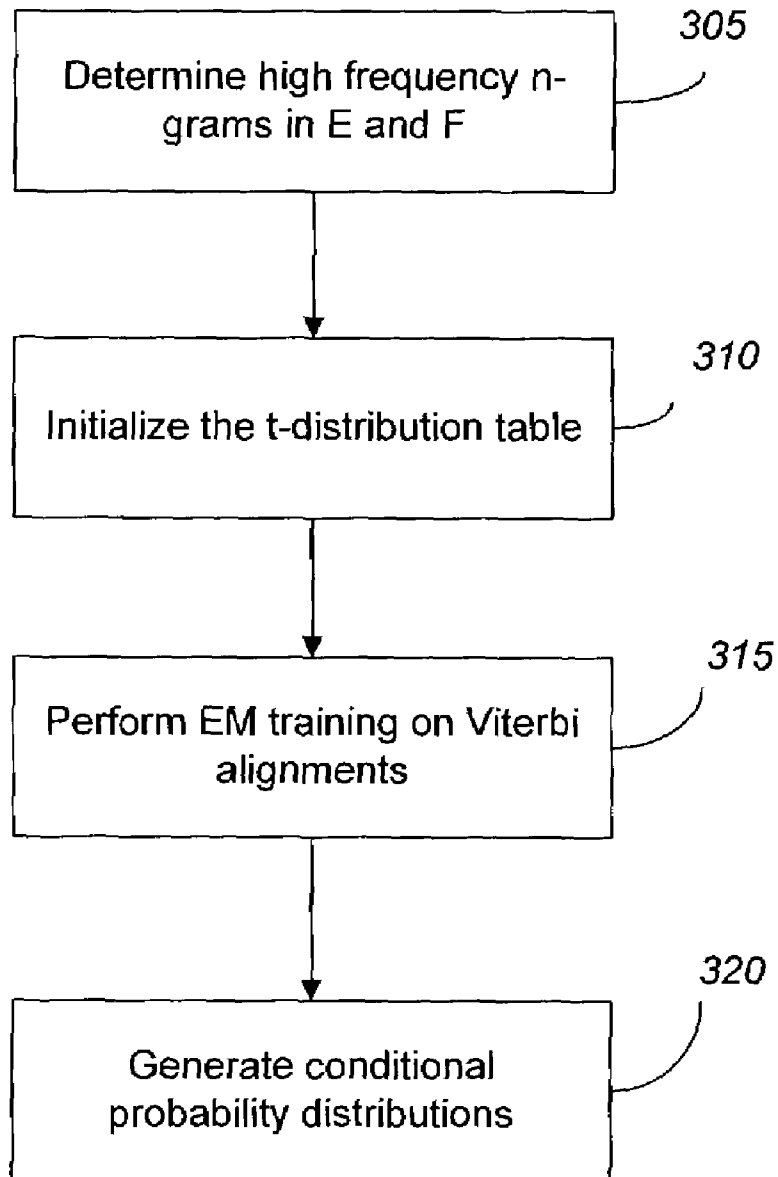 305
Determine high frequency n-
grams in E and F
310
Initialize the t-distribution table
315
Perform EM training on Viterbi
alignments
320
Generate conditional
probability distributions